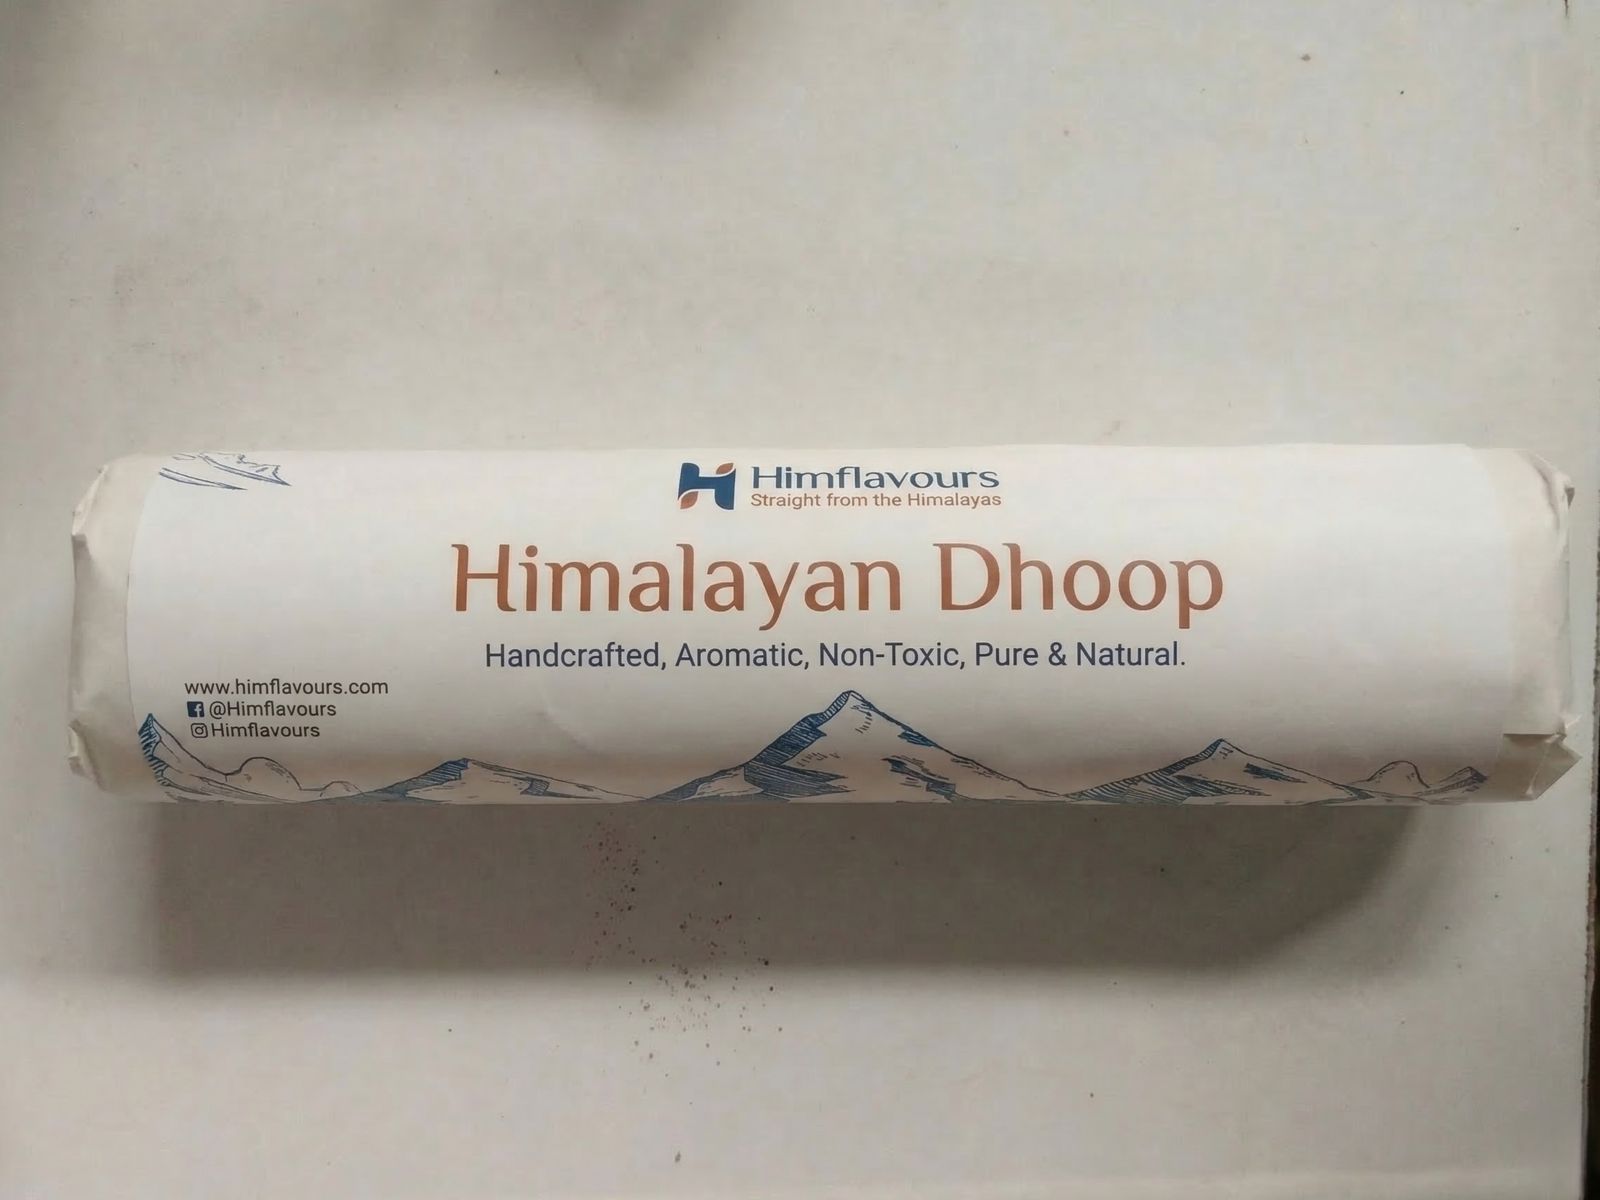 Himflavours
Straight from the Himalayas
Himalayan Dhoop
Handcrafted, Aromatic, Non-Toxic, Pure & Natural.
www.himflavours.com
@Himflavours
Himflavours